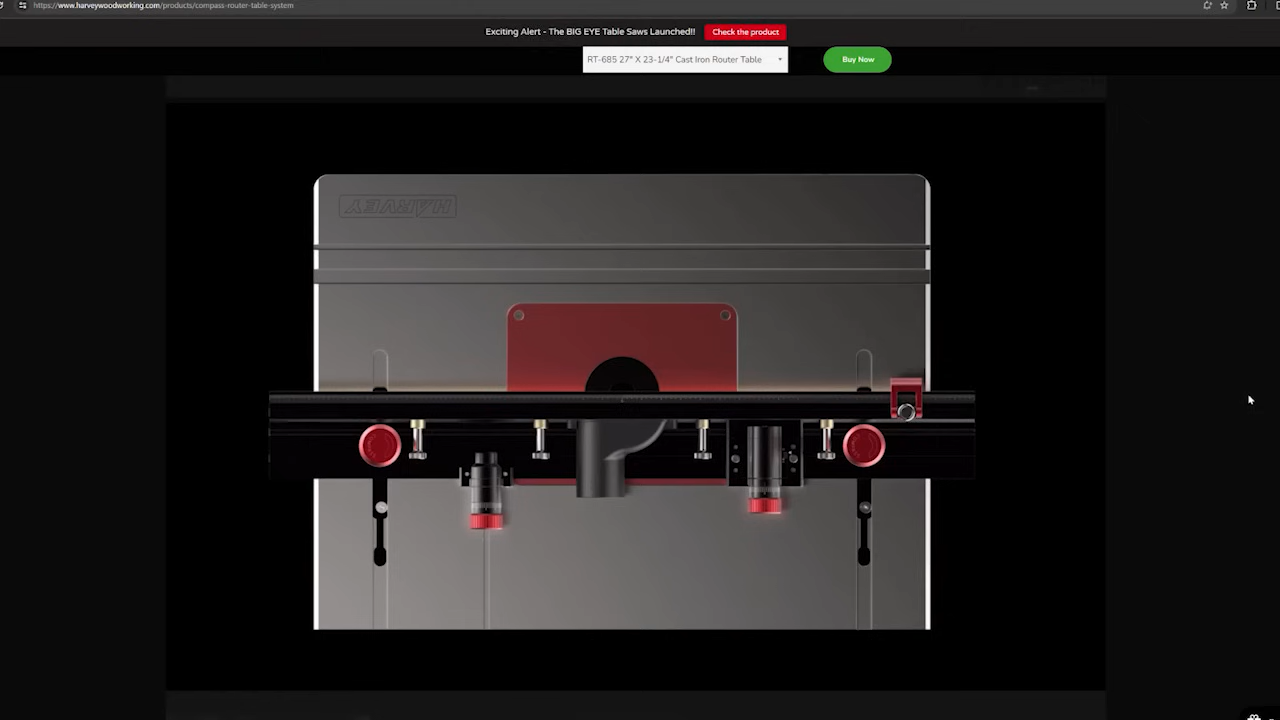 https://www.harveywoodworking.com/products/compass-router-table-system
Exciting Alert - The BIG EYE Table Saws Launched!! Check the product
RT-685 27" X 23-1/4" Cast Iron Router Table Buy Now
HARVEY